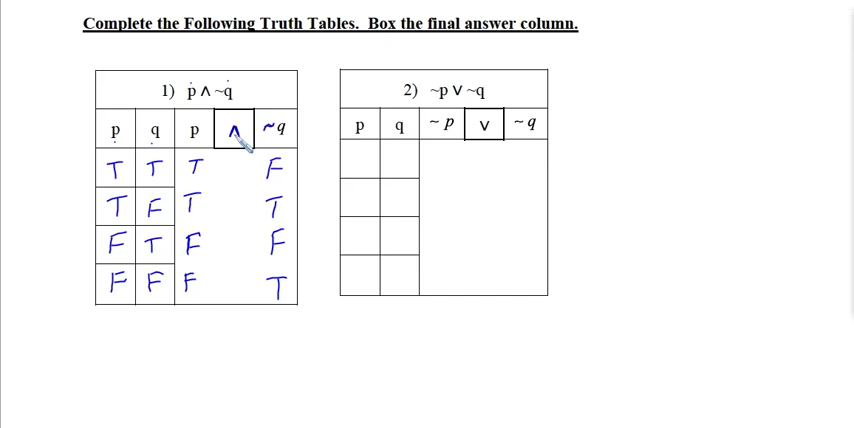 Complete the Following Truth Tables. Box the final answer column.
1) p ∧ ~q
p q p ∧ ~q
T T T F
T F T T
F T F F
F F F T
2) ~p ∨ ~q
p q ~p ∨ ~q